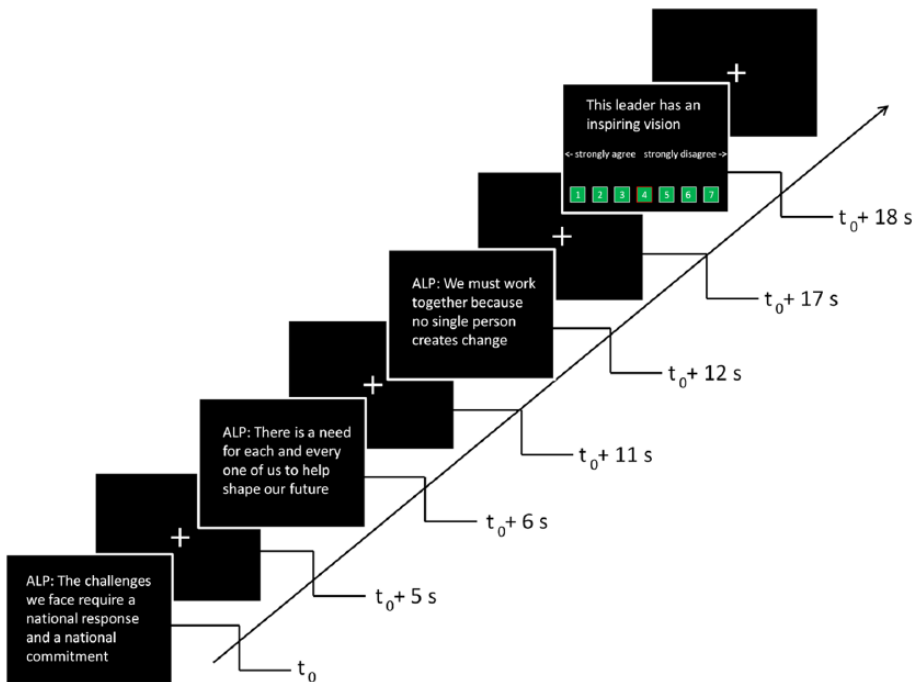 This leader has an
inspiring vision
<- strongly agree strongly disagree ->
1 2 3 4 5 6 7
t0+ 18 s
ALP: We must work
together because
no single person
creates change
t0+ 17 s
t0+ 12 s
ALP: There is a need
for each and every
one of us to help
shape our future
t0+ 11 s
t0+ 6 s
ALP: The challenges
we face require a
national response
and a national
commitment
t0+ 5 s
t0